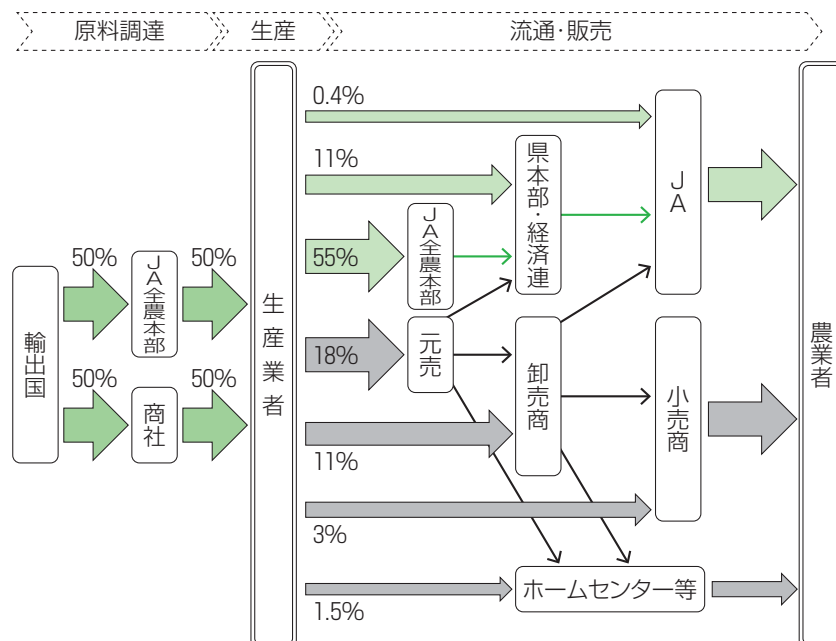 原料調達
生産
流通・販売
0.4%
11%
55%
18%
11%
3%
1.5%
50%
50%
50%
50%
輸出国
JA全農本部
商社
生産業者
JA全農本部
元売
県本部・経済連
卸売商
JA
小売商
ホームセンター等
農業者